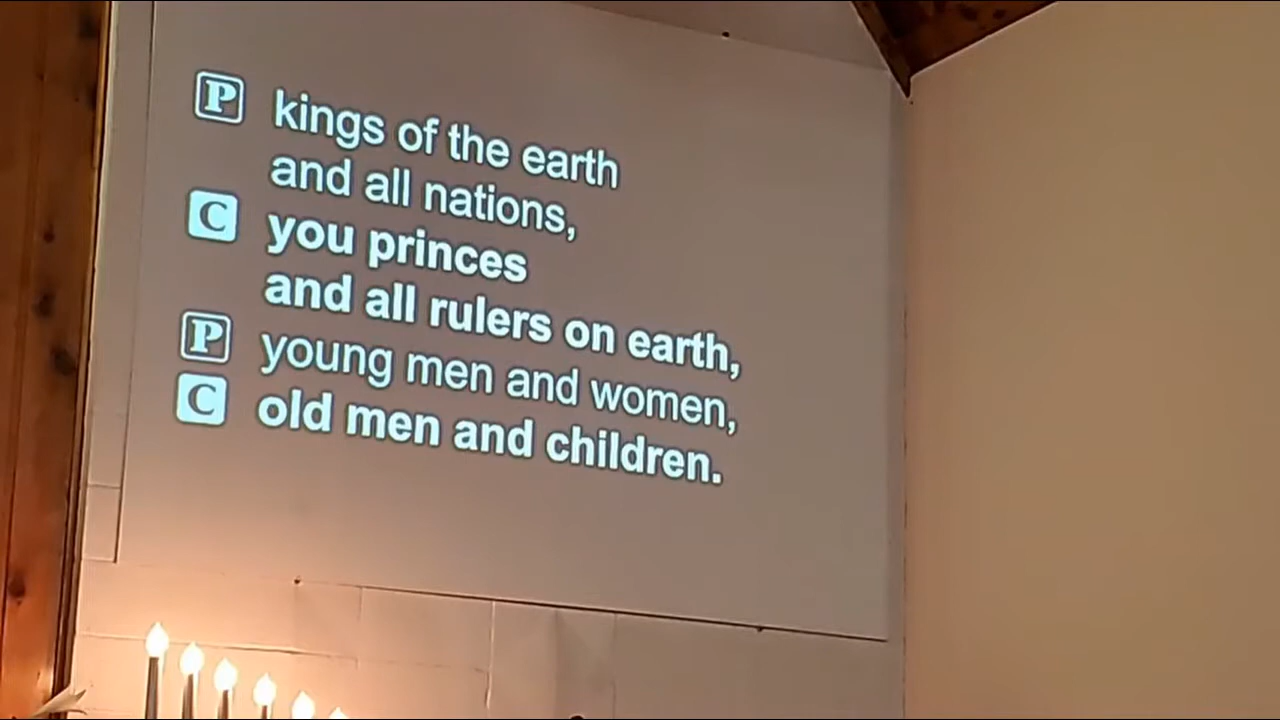 P kings of the earth
and all nations,
C you princes
and all rulers on earth,
P young men and women,
C old men and children.